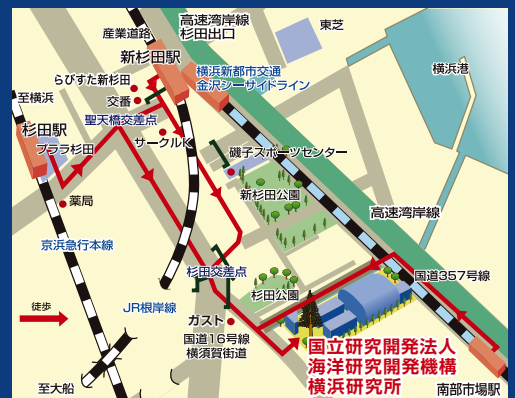 高速湾岸線
杉田出口
東芝
産業道路
新杉田駅
横浜新都市交通
金沢シーサイドライン
横浜港
らびすた新杉田
至横浜
交番
聖天橋交差点
杉田駅
プララ杉田
サークルK
磯子スポーツセンター
薬局
新杉田公園
高速湾岸線
京浜急行本線
杉田交差点
国道357号線
杉田公園
徒歩
JR根岸線
ガスト
国道16号線
横須賀街道
国立研究開発法人
海洋研究開発機構
横浜研究所
至大船
南部市場駅